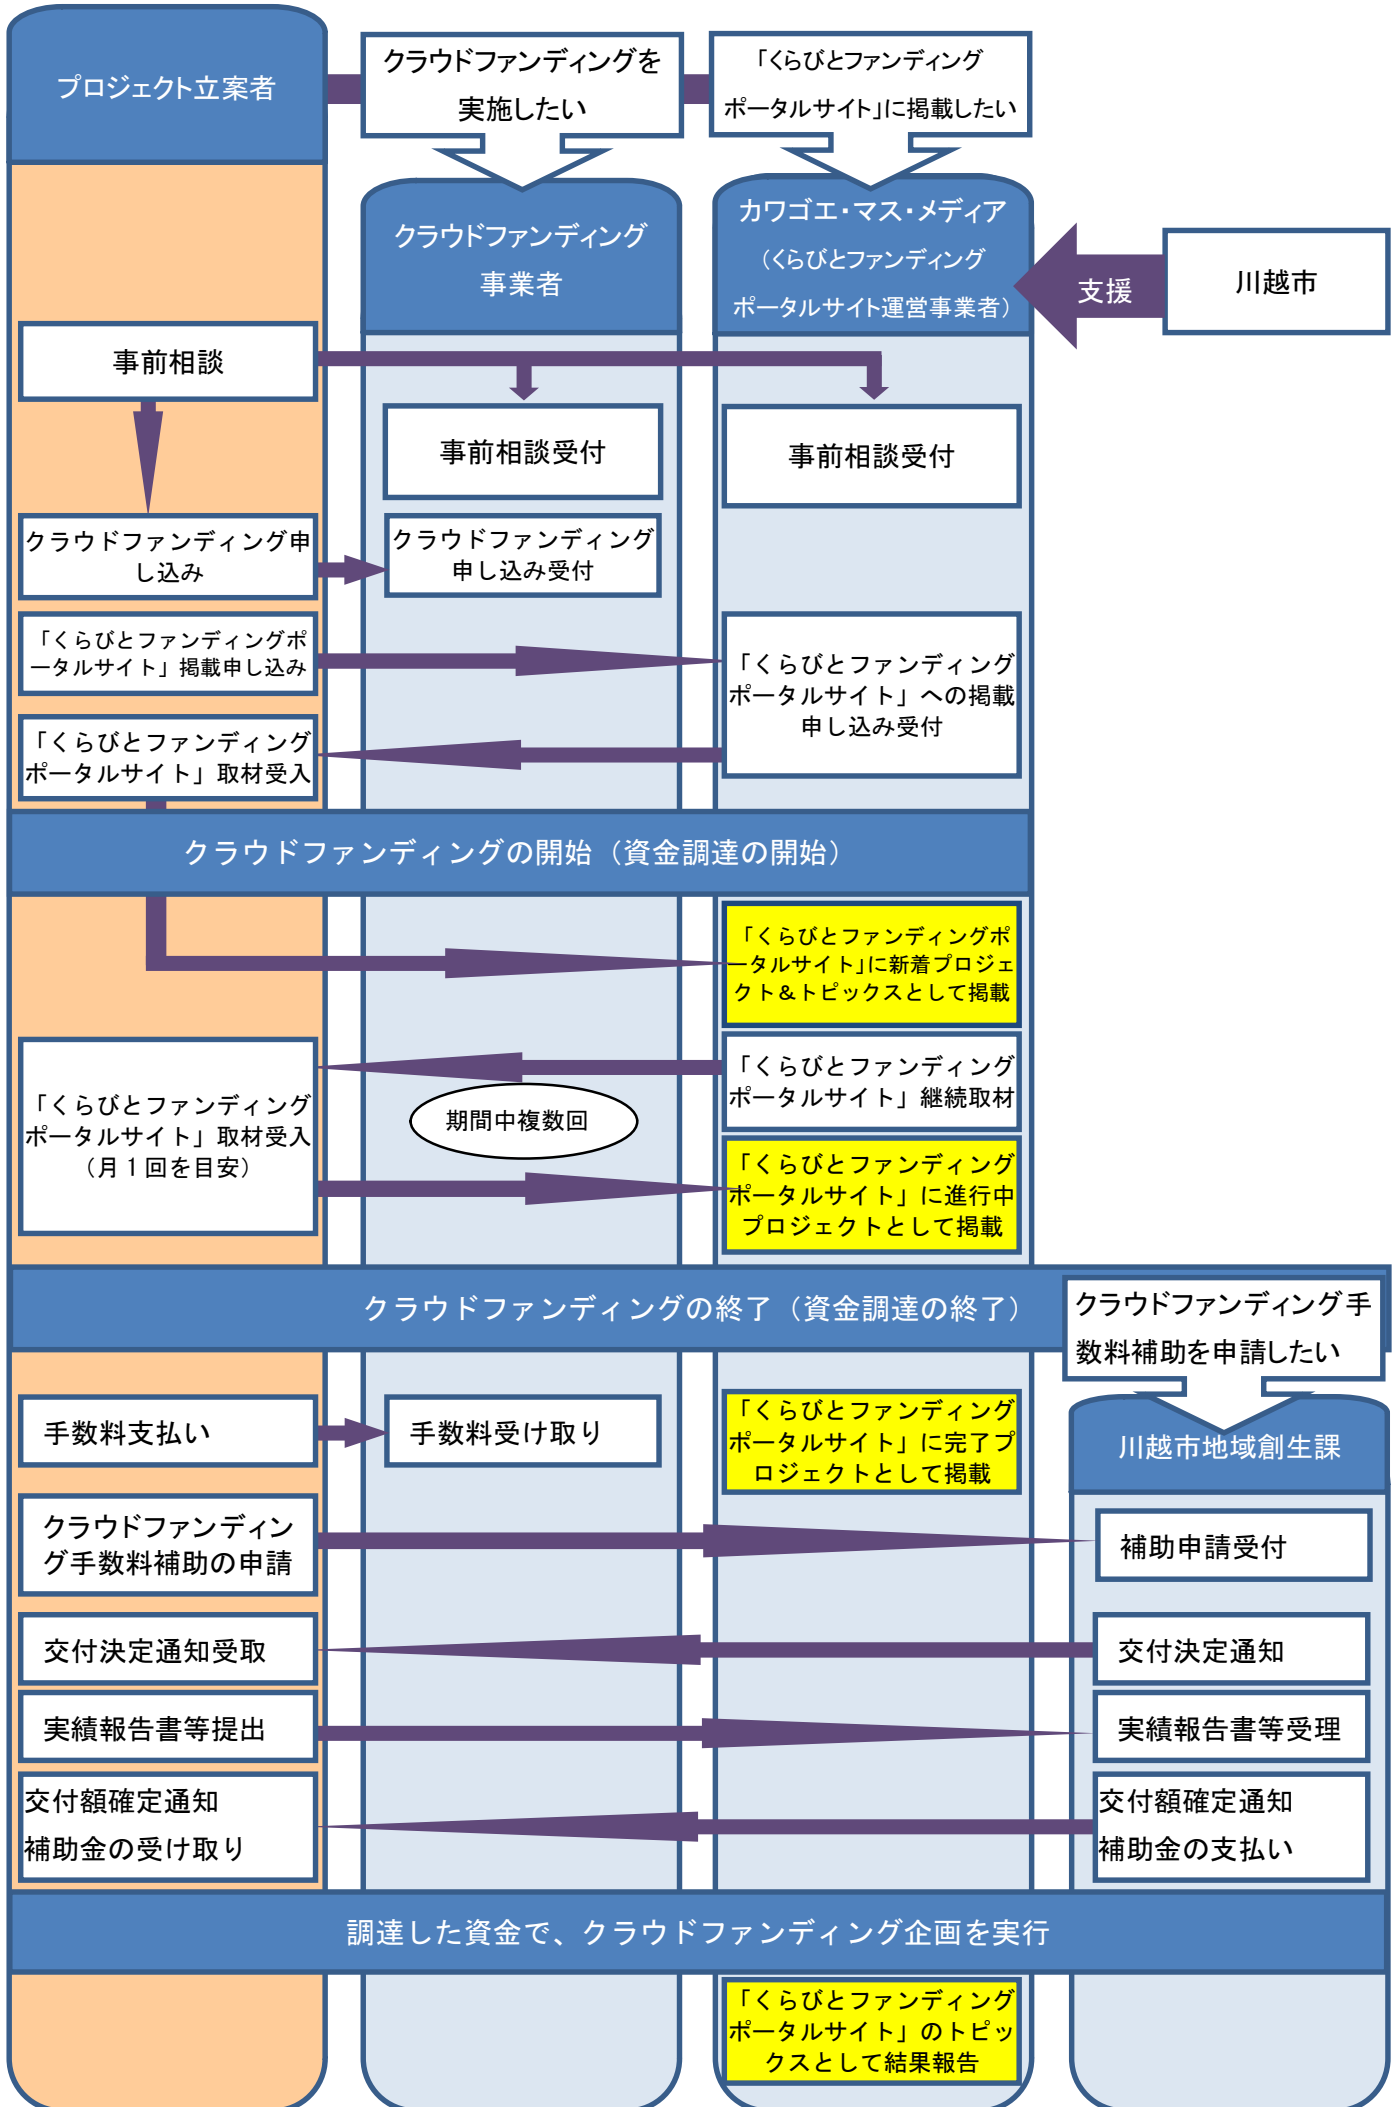 プロジェクト立案者
クラウドファンディングを
実施したい
「くらびとファンディング
ポータルサイト」に掲載したい
クラウドファンディング
事業者
カワゴエ・マス・メディア
（くらびとファンディング
ポータルサイト運営事業者）
支援
川越市
事前相談
事前相談受付
事前相談受付
クラウドファンディング申
し込み
クラウドファンディング
申し込み受付
「くらびとファンディングポ
ータルサイト」掲載申し込み
「くらびとファンディング
ポータルサイト」への掲載
申し込み受付
「くらびとファンディング
ポータルサイト」取材受入
クラウドファンディングの開始（資金調達の開始）
「くらびとファンディングポ
ータルサイト」に新着プロジェ
クト＆トピックスとして掲載
「くらびとファンディング
ポータルサイト」取材受入
（月１回を目安）
期間中複数回
「くらびとファンディング
ポータルサイト」継続取材
「くらびとファンディング
ポータルサイト」に進行中
プロジェクトとして掲載
クラウドファンディングの終了（資金調達の終了）
クラウドファンディング手
数料補助を申請したい
手数料支払い
手数料受け取り
「くらびとファンディング
ポータルサイト」に完了プ
ロジェクトとして掲載
川越市地域創生課
クラウドファンディン
グ手数料補助の申請
補助申請受付
交付決定通知受取
交付決定通知
実績報告書等提出
実績報告書等受理
交付額確定通知
補助金の受け取り
交付額確定通知
補助金の支払い
調達した資金で、クラウドファンディング企画を実行
「くらびとファンディング
ポータルサイト」のトピッ
クスとして結果報告